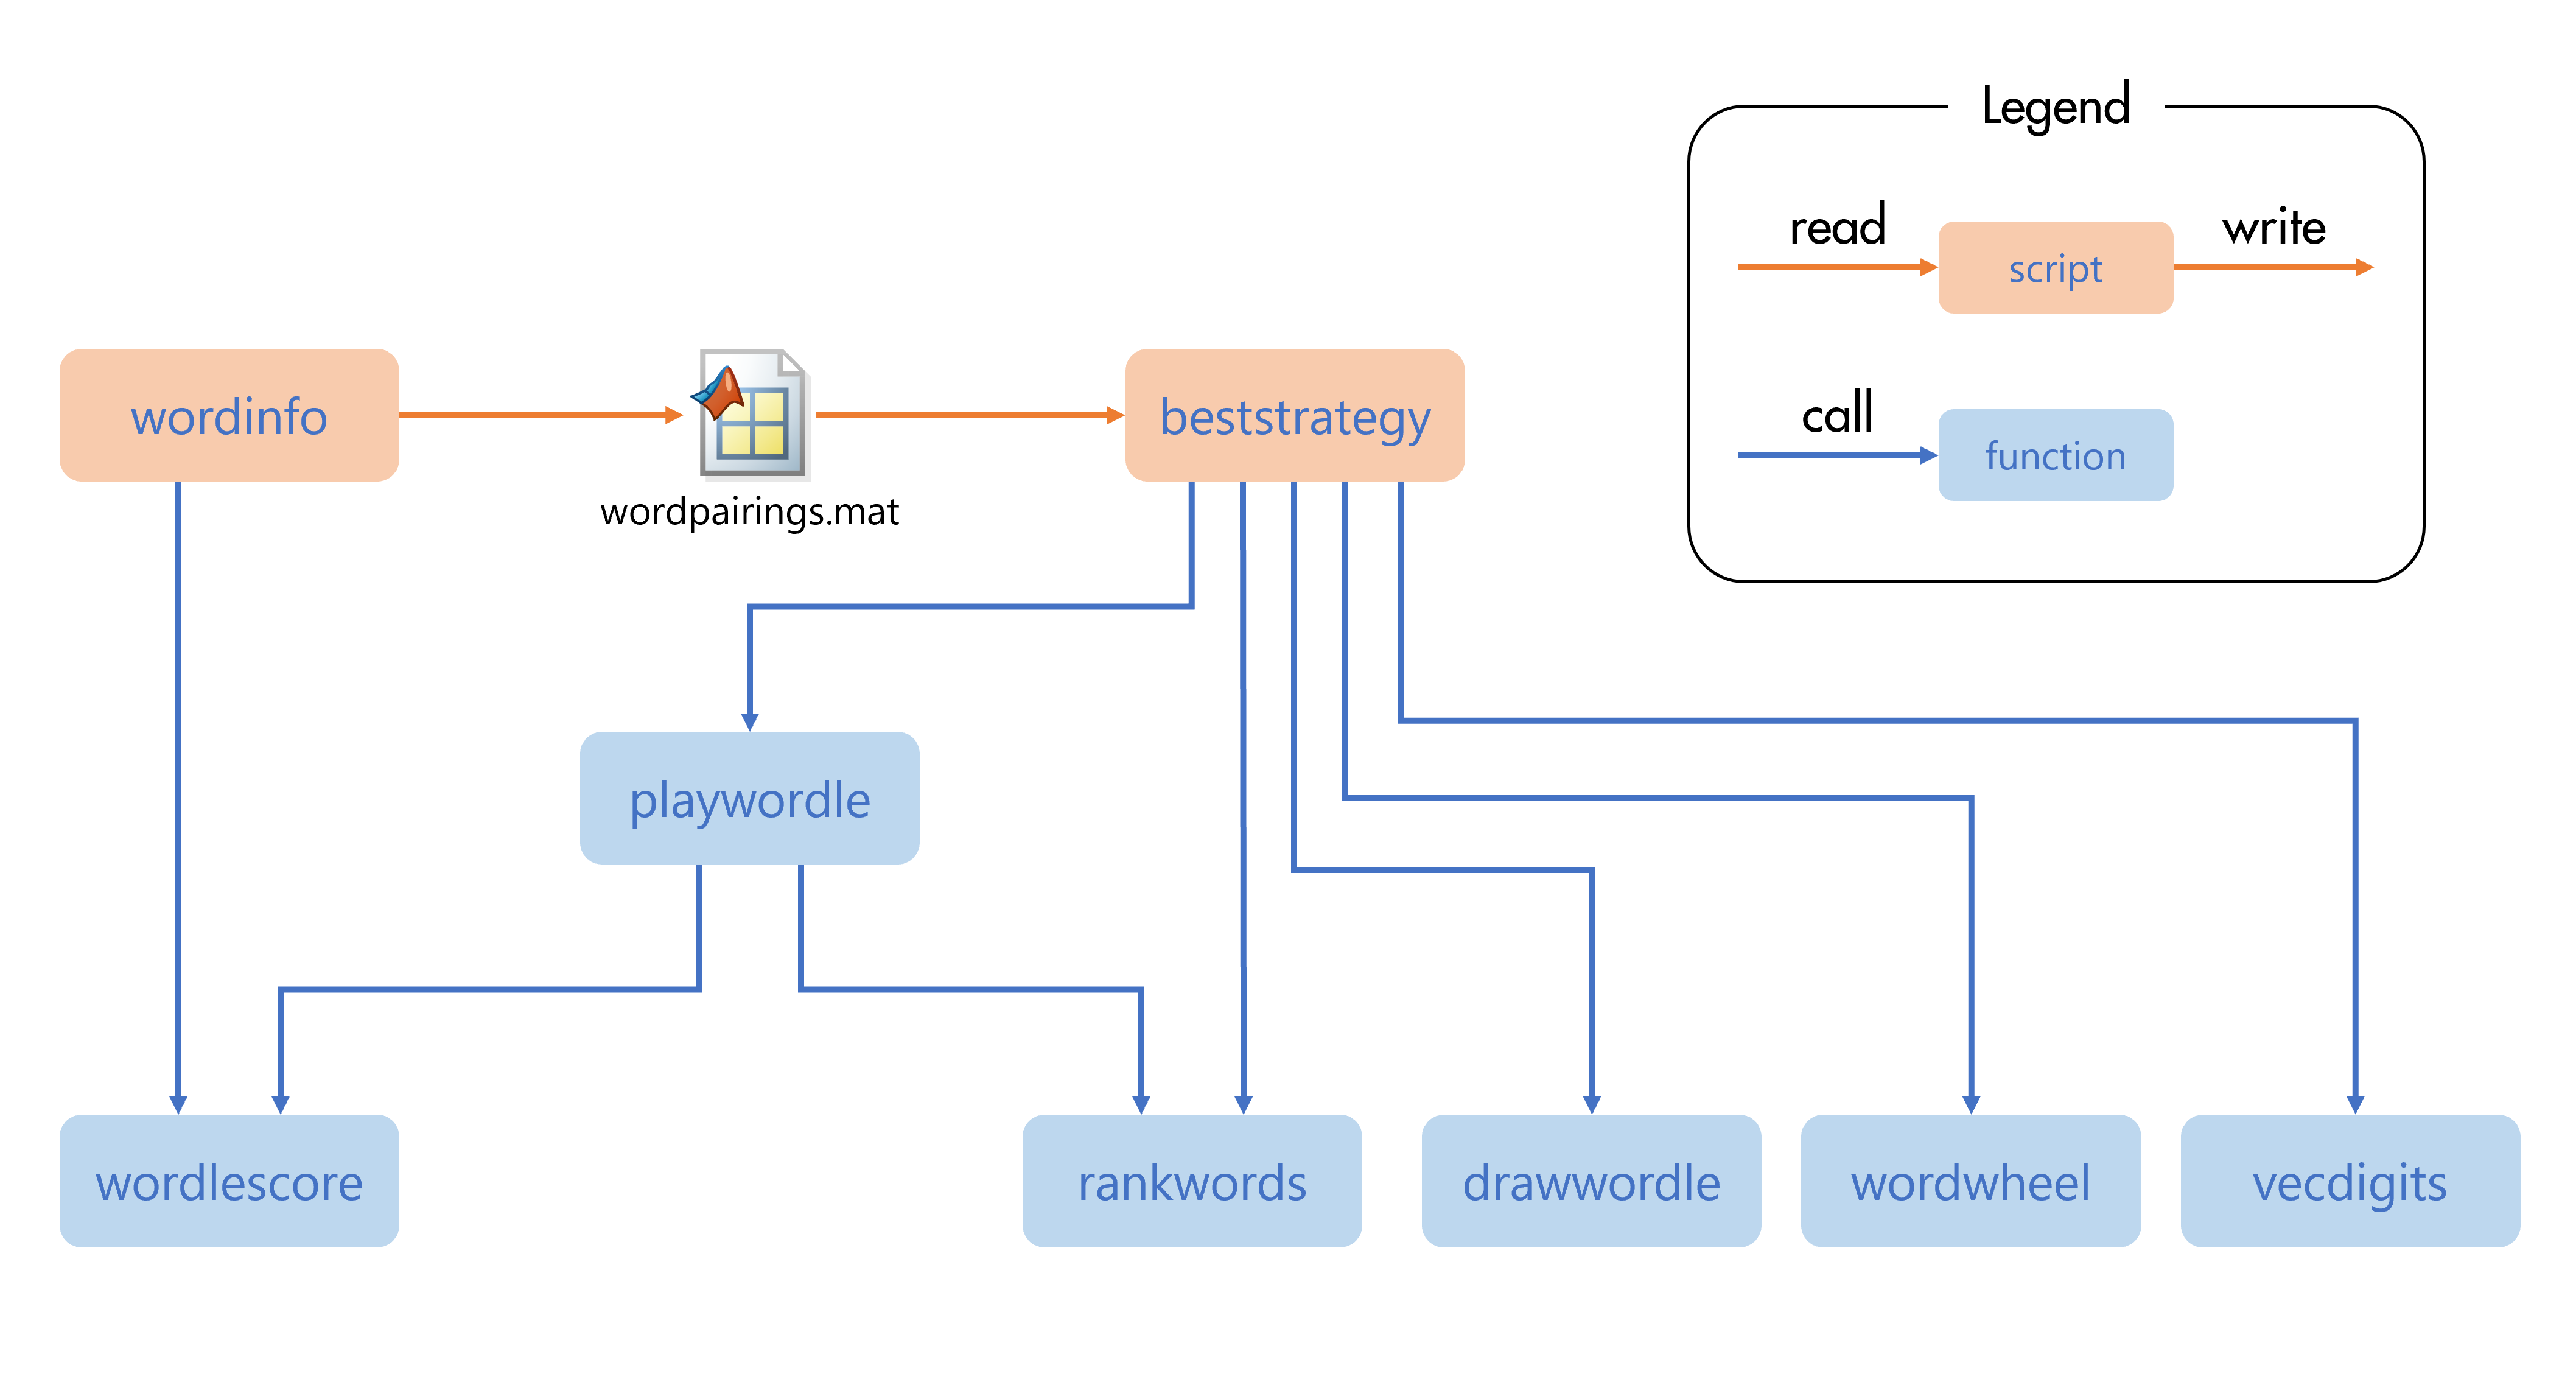 Legend
read
script
write
call
function
wordinfo
wordpairings.mat
beststrategy
playwordle
wordlescore
rankwords
drawwordle
wordwheel
vecdigits